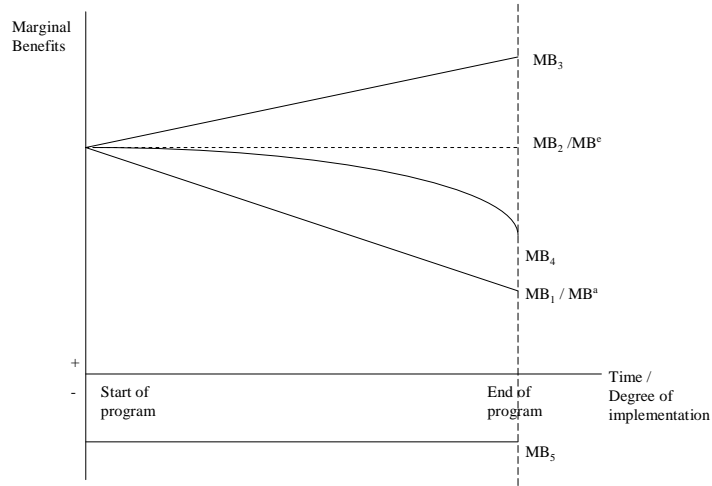 Marginal
Benefits
MB₃
MB₂ /MBᵉ
MB₄
MB₁ / MBᵃ
+
-
Start of
program
End of
program
Time /
Degree of
implementation
MB₅